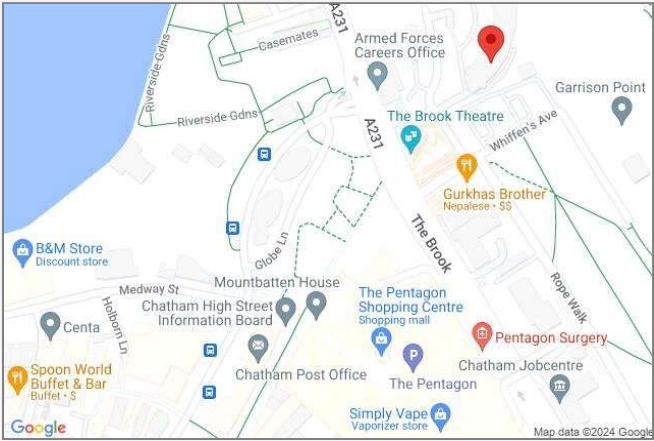 Casemates
A231
Armed Forces
Careers Office
Riverside Gdns
Garrison Point
Riverside Gdns
The Brook Theatre
A231
Whiffen's Ave
Gurkhas Brother
Nepalese • $$
The Brook
B&M Store
Discount store
Globe Ln
Rope Walk
Medway St
Mountbatten House
Holborn Ln
Chatham High Street
Information Board
The Pentagon
Shopping Centre
Shopping mall
Centa
P
Pentagon Surgery
Chatham Post Office
The Pentagon
Chatham Jobcentre
Spoon World
Buffet & Bar
Buffet • $
Simply Vape
Vaporizer store
Google
Map data ©2024 Google